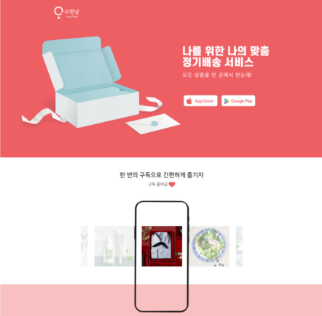 나를 위한 나의 맞춤
정기배송 서비스
모든 상품을 한 곳에서 한눈에!
App Store
Google Play
한 번의 구독으로 간편하게 즐기자
구독 좋아요